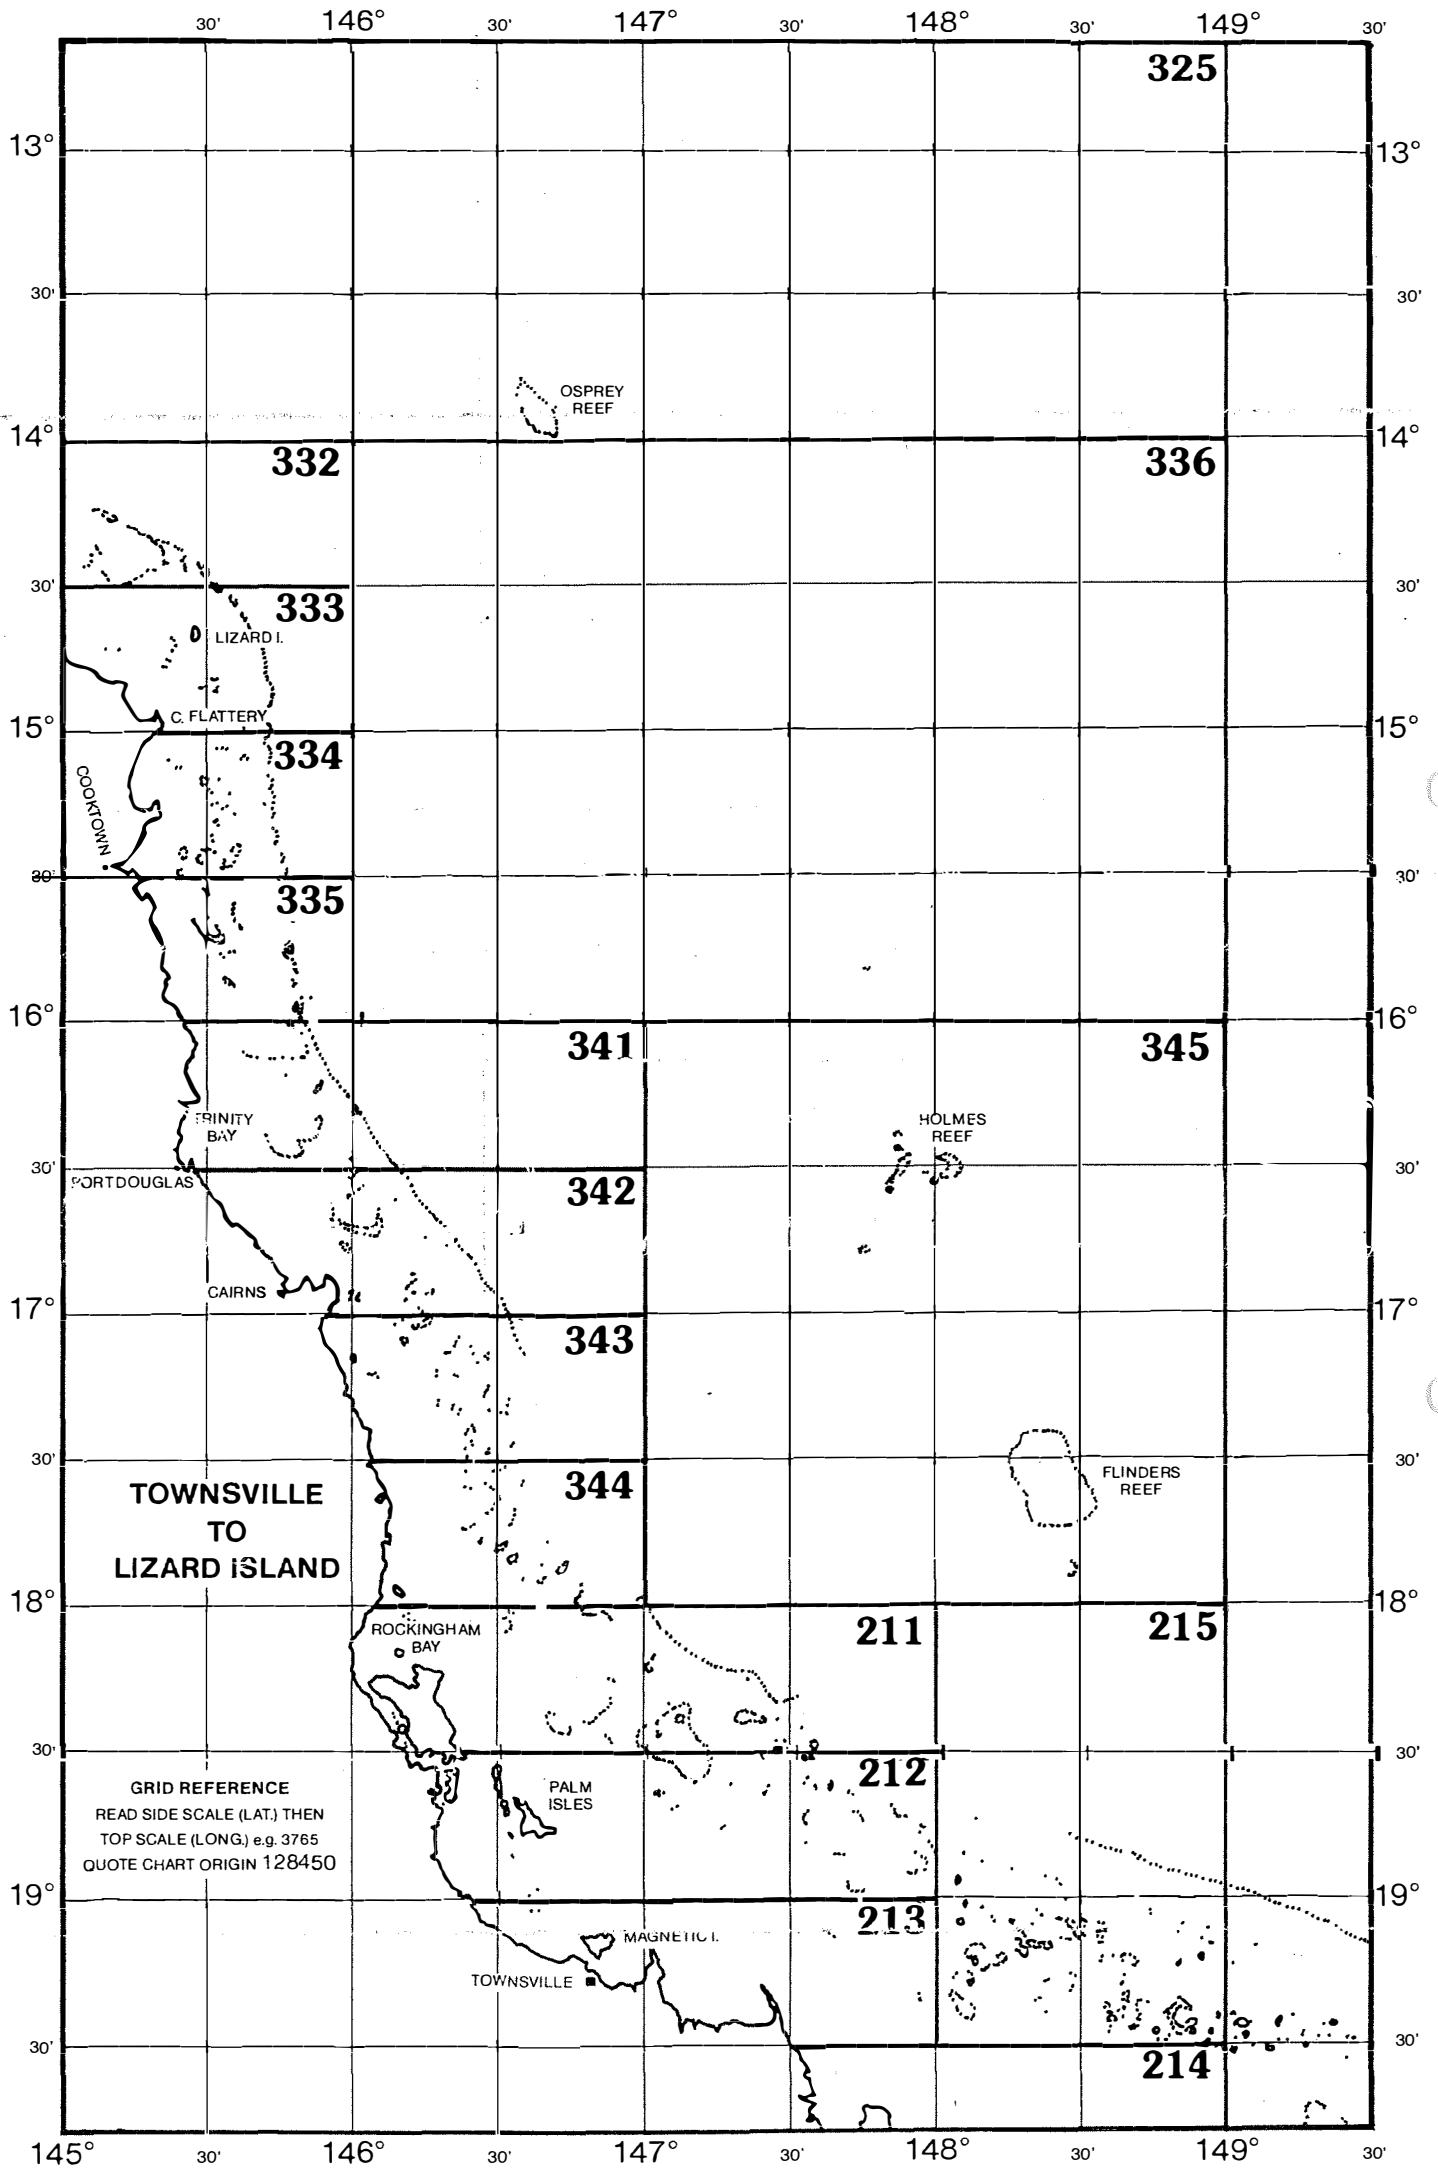 30' 146° 30' 147° 30' 148° 30' 149° 30'
325
13° 13°
30' 30'
OSPREY
REEF
14° 14°
332 336
30' 30'
333
LIZARD I.
C. FLATTERY
15° 15°
334
COOKTOWN
30' 30'
335
16° 16°
341 345
TRINITY
BAY
HOLMES
REEF
30' 30'
PORT DOUGLAS
342
CAIRNS
17° 17°
343
30' 30'
FLINDERS
REEF
344
TOWNSVILLE
TO
LIZARD ISLAND
18° 18°
211 215
ROCKINGHAM
BAY
30' 30'
212
GRID REFERENCE
READ SIDE SCALE (LAT.) THEN
TOP SCALE (LONG.) e.g. 3765
QUOTE CHART ORIGIN 128450
PALM
ISLES
19° 19°
213
MAGNETIC I.
TOWNSVILLE
30' 30'
214
145° 30' 146° 30' 147° 30' 148° 30' 149° 30'